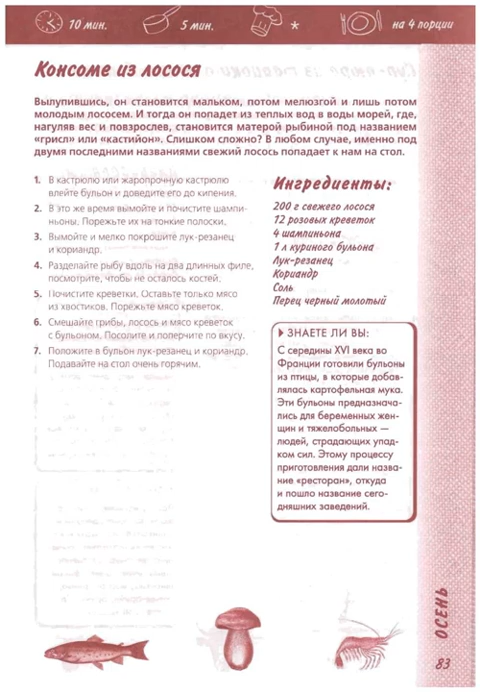 10 мин.
5 мин.
*
на 4 порции
Консоме из лосося
Вылупившись, он становится мальком, потом мелюзгой и лишь потом
молодым лососем. И тогда он попадет из теплых вод в воды морей, где,
нагуляв вес и повзрослев, становится матерой рыбиной под названием
«грисл» или «кастийон». Слишком сложно? В любом случае, именно под
двумя последними названиями свежий лосось попадает к нам на стол.
1. В кастрюлю или жаропрочную кастрюлю
влейте бульон и доведите его до кипения.
2. В это же время вымойте и почистите шампи-
ньоны. Порежьте их на тонкие полоски.
3. Вымойте и мелко покрошите лук-резанец
и кориандр.
4. Разделайте рыбу вдоль на два длинных филе,
посмотрите, чтобы не осталось костей.
5. Почистите креветки. Оставьте только мясо
из хвостиков. Порежьте мясо креветок.
6. Смешайте грибы, лосось и мясо креветок
с бульоном. Посолите и поперчите по вкусу.
7. Положите в бульон лук-резанец и кориандр.
Подавайте на стол очень горячим.
Ингредиенты:
200 г свежего лосося
12 розовых креветок
4 шампиньона
1 л куриного бульона
Лук-резанец
Кориандр
Соль
Перец черный молотый
ЗНАЕТЕ ЛИ ВЫ:
С середины XVI века во
Франции готовили бульоны
из птицы, в которые добав-
лялась картофельная мука.
Эти бульоны предназнача-
лись для беременных жен-
щин и тяжелобольных —
людей, страдающих упад-
ком сил. Этому процессу
приготовления дали назва-
ние «ресторан», откуда
и пошло название сего-
дняшних заведений.
ОСЕНЬ
83